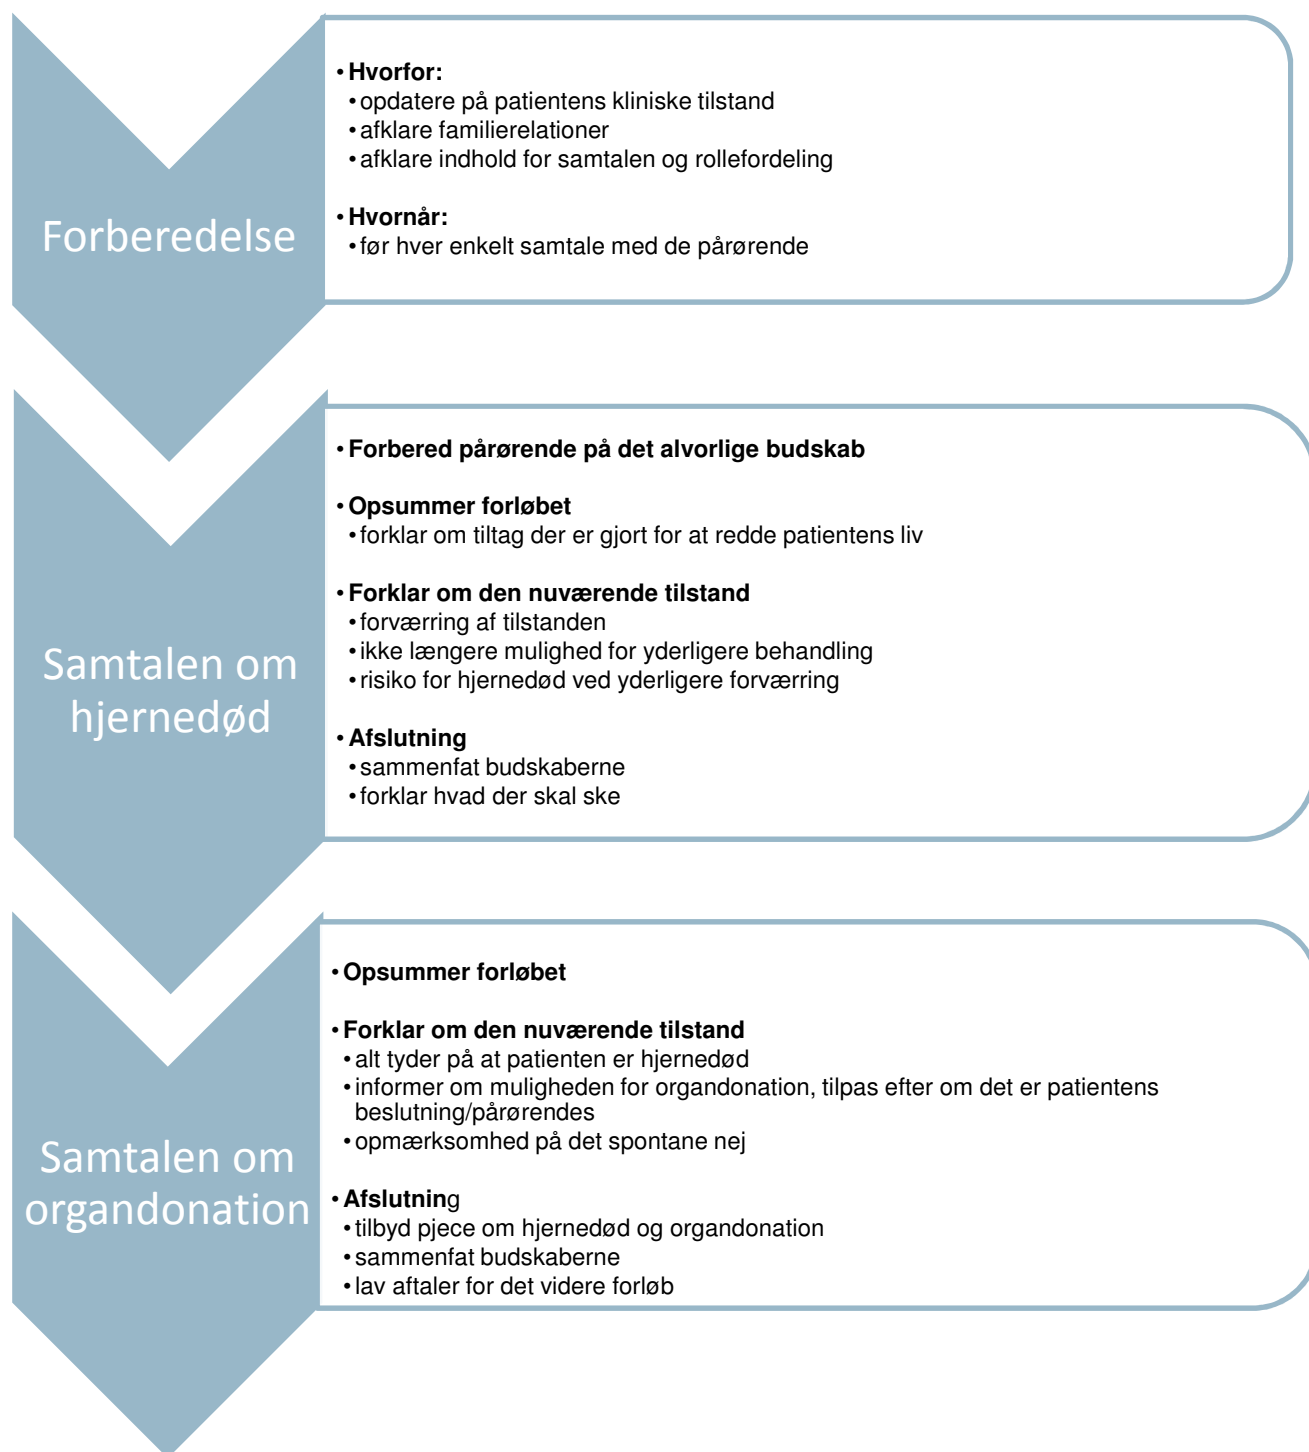 Forberedelse
• Hvorfor:
• opdatere på patientens kliniske tilstand
• afklare familierelationer
• afklare indhold for samtalen og rollefordeling
• Hvornår:
• før hver enkelt samtale med de pårørende
Samtalen om
hjernedød
• Forbered pårørende på det alvorlige budskab
• Opsummer forløbet
• forklar om tiltag der er gjort for at redde patientens liv
• Forklar om den nuværende tilstand
• forværring af tilstanden
• ikke længere mulighed for yderligere behandling
• risiko for hjernedød ved yderligere forværring
• Afslutning
• sammenfat budskaberne
• forklar hvad der skal ske
Samtalen om
organdonation
• Opsummer forløbet
• Forklar om den nuværende tilstand
• alt tyder på at patienten er hjernedød
• informer om muligheden for organdonation, tilpas efter om det er patientens
beslutning/pårørendes
• opmærksomhed på det spontane nej
• Afslutning
• tilbyd pjece om hjernedød og organdonation
• sammenfat budskaberne
• lav aftaler for det videre forløb